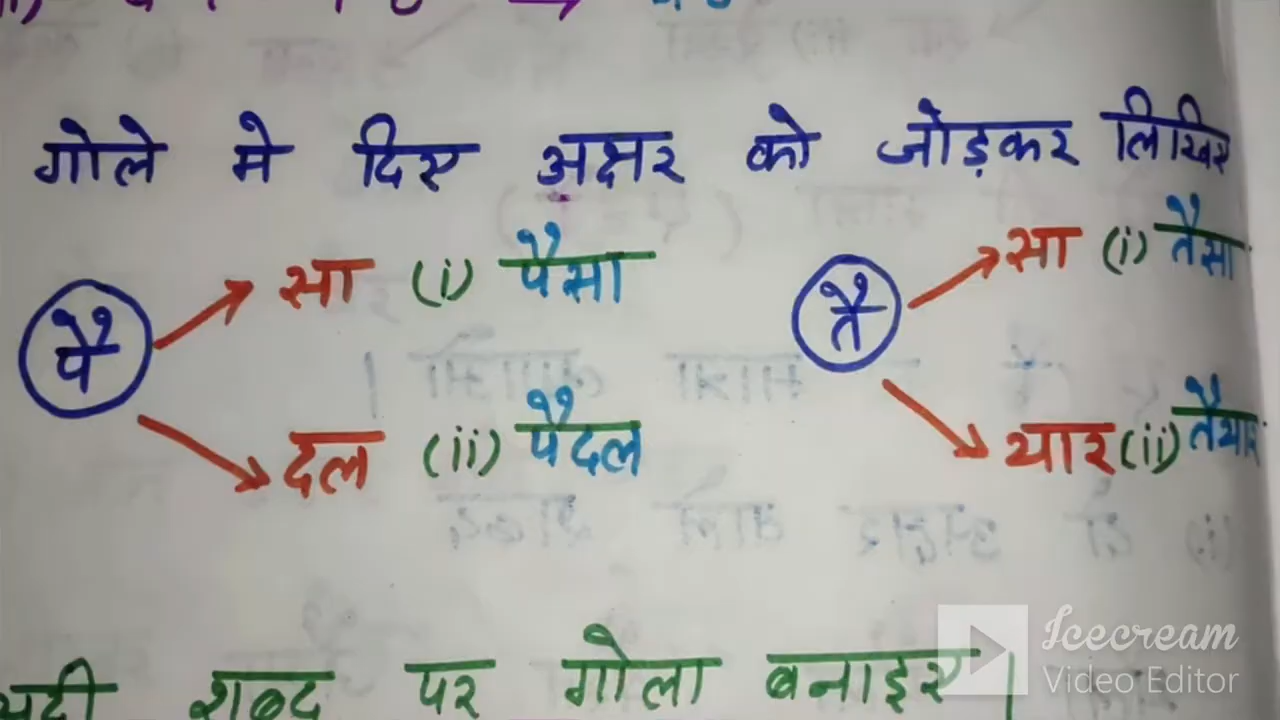 गोले मे दिए अक्षर को जोड़कर लिखिए
पै सा (i) पैसा
दल (ii) पैदल
तै सा (i) तैसा
यार (ii) तैयार
शब्द पर गोला बनाइए |
Icecream
Video Editor